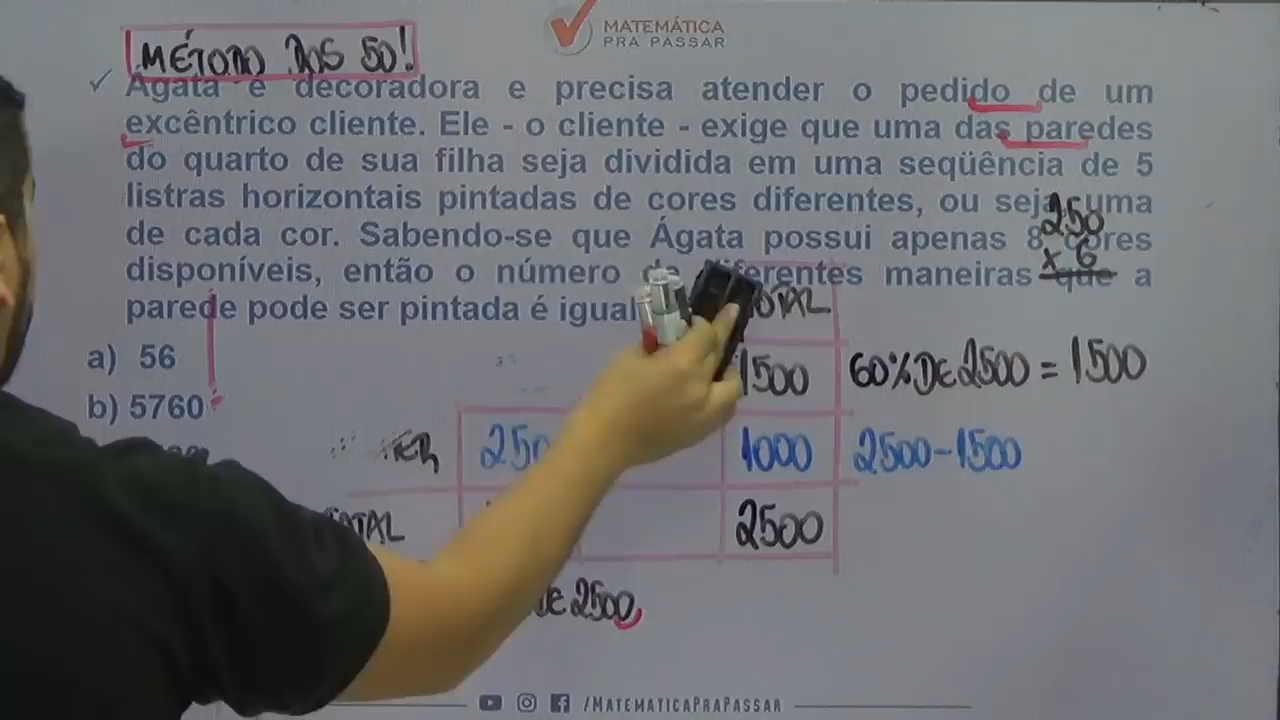 MATEMÁTICA
PRA PASSAR
MÉTODO DOS 50!
Ágata é decoradora e precisa atender o pedido de um
excêntrico cliente. Ele - o cliente - exige que uma das paredes
do quarto de sua filha seja dividida em uma seqüência de 5
listras horizontais pintadas de cores diferentes, ou seja, uma
de cada cor. Sabendo-se que Ágata possui apenas 8 cores
disponíveis, então o número de diferentes maneiras que a
parede pode ser pintada é igual
250
x 6
a) 56
b) 5760
TOTAL
1500 60% DE 2500 = 1500
250 1000 2500-1500
TOTAL 2500
DE 2500
/MATEMATICAPRAPASSAR